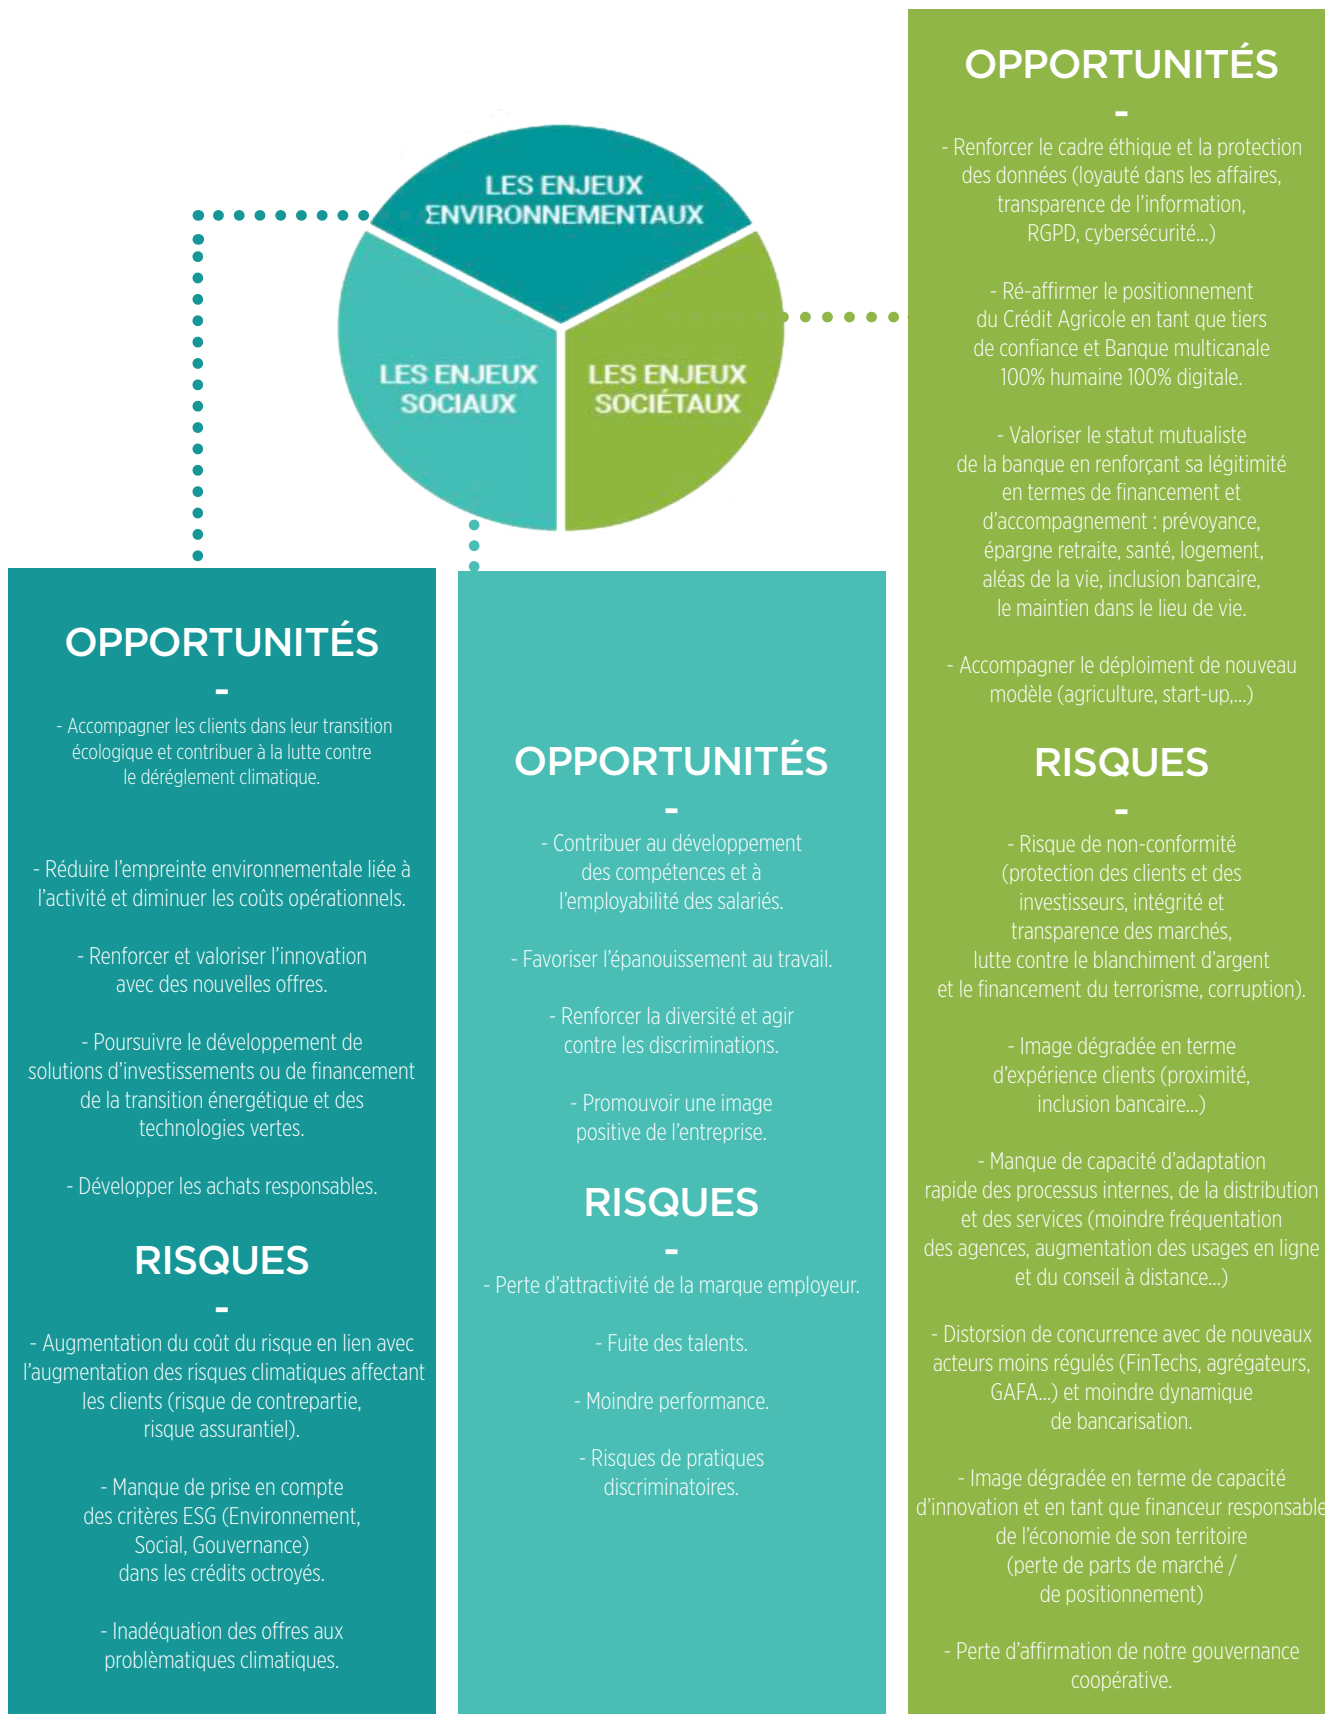 LES ENJEUX
ENVIRONNEMENTAUX
LES ENJEUX
SOCIAUX
LES ENJEUX
SOCIÉTAUX
OPPORTUNITÉS
-
- Accompagner les clients dans leur transition
écologique et contribuer à la lutte contre
le déréglement climatique.
- Réduire l'empreinte environnementale liée à
l'activité et diminuer les coûts opérationnels.
- Renforcer et valoriser l'innovation
avec des nouvelles offres.
- Poursuivre le développement de
solutions d'investissements ou de financement
de la transition énergétique et des
technologies vertes.
- Développer les achats responsables.
RISQUES
-
- Augmentation du coût du risque en lien avec
l'augmentation des risques climatiques affectant
les clients (risque de contrepartie,
risque assurantiel).
- Manque de prise en compte
des critères ESG (Environnement,
Social, Gouvernance)
dans les crédits octroyés.
- Inadéquation des offres aux
problèmatiques climatiques.
OPPORTUNITÉS
-
- Contribuer au développement
des compétences et à
l'employabilité des salariés.
- Favoriser l'épanouissement au travail.
- Renforcer la diversité et agir
contre les discriminations.
- Promouvoir une image
positive de l'entreprise.
RISQUES
-
- Perte d'attractivité de la marque employeur.
- Fuite des talents.
- Moindre performance.
- Risques de pratiques
discriminatoires.
OPPORTUNITÉS
-
- Renforcer le cadre éthique et la protection
des données (loyauté dans les affaires,
transparence de l'information,
RGPD, cybersécurité...)
- Ré-affirmer le positionnement
du Crédit Agricole en tant que tiers
de confiance et Banque multicanale
100% humaine 100% digitale.
- Valoriser le statut mutualiste
de la banque en renforçant sa légitimité
en termes de financement et
d'accompagnement : prévoyance,
épargne retraite, santé, logement,
aléas de la vie, inclusion bancaire,
le maintien dans le lieu de vie.
- Accompagner le déploiment de nouveau
modèle (agriculture, start-up,...)
RISQUES
-
- Risque de non-conformité
(protection des clients et des
investisseurs, intégrité et
transparence des marchés,
lutte contre le blanchiment d'argent
et le financement du terrorisme, corruption).
- Image dégradée en terme
d'expérience clients (proximité,
inclusion bancaire...)
- Manque de capacité d'adaptation
rapide des processus internes, de la distribution
et des services (moindre fréquentation
des agences, augmentation des usages en ligne
et du conseil à distance...)
- Distorsion de concurrence avec de nouveaux
acteurs moins régulés (FinTechs, agrégateurs,
GAFA...) et moindre dynamique
de bancarisation.
- Image dégradée en terme de capacité
d'innovation et en tant que financeur responsable
de l'économie de son territoire
(perte de parts de marché /
de positionnement)
- Perte d'affirmation de notre gouvernance
coopérative.